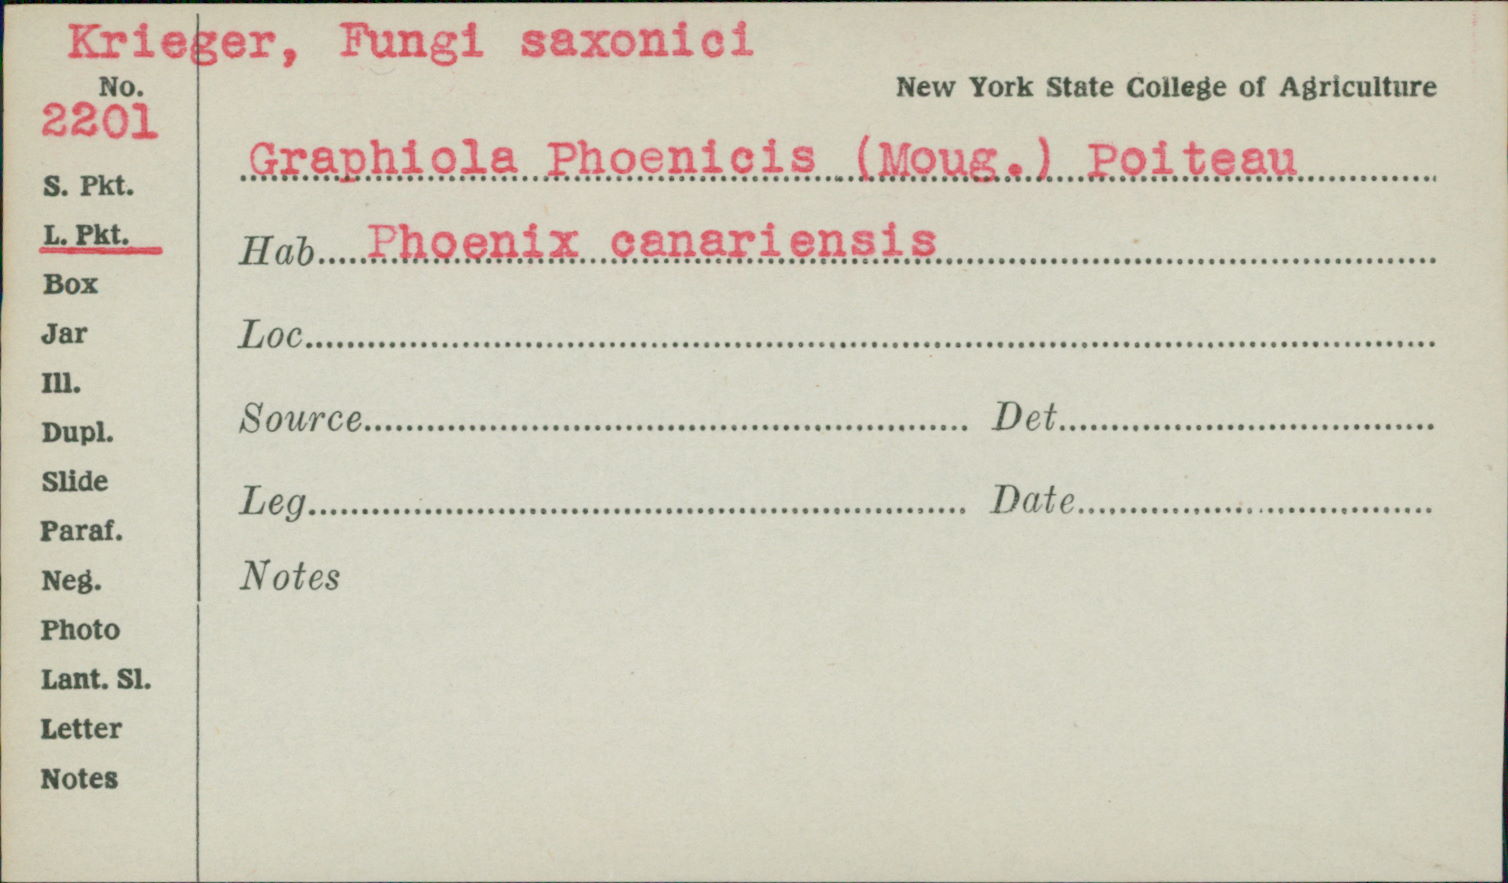 Krieger, Fungi saxonici
No.
New York State College of Agriculture
2201
Graphiola Phoenicis (Moug.) Poiteau
S. Pkt.
L. Pkt.
Hab.....Phoenix canariensis
Box
Jar
Loc.
Ill.
Dupl.
Source. Det.
Slide
Leg. Date.
Paraf.
Neg.
Notes
Photo
Lant. Sl.
Letter
Notes